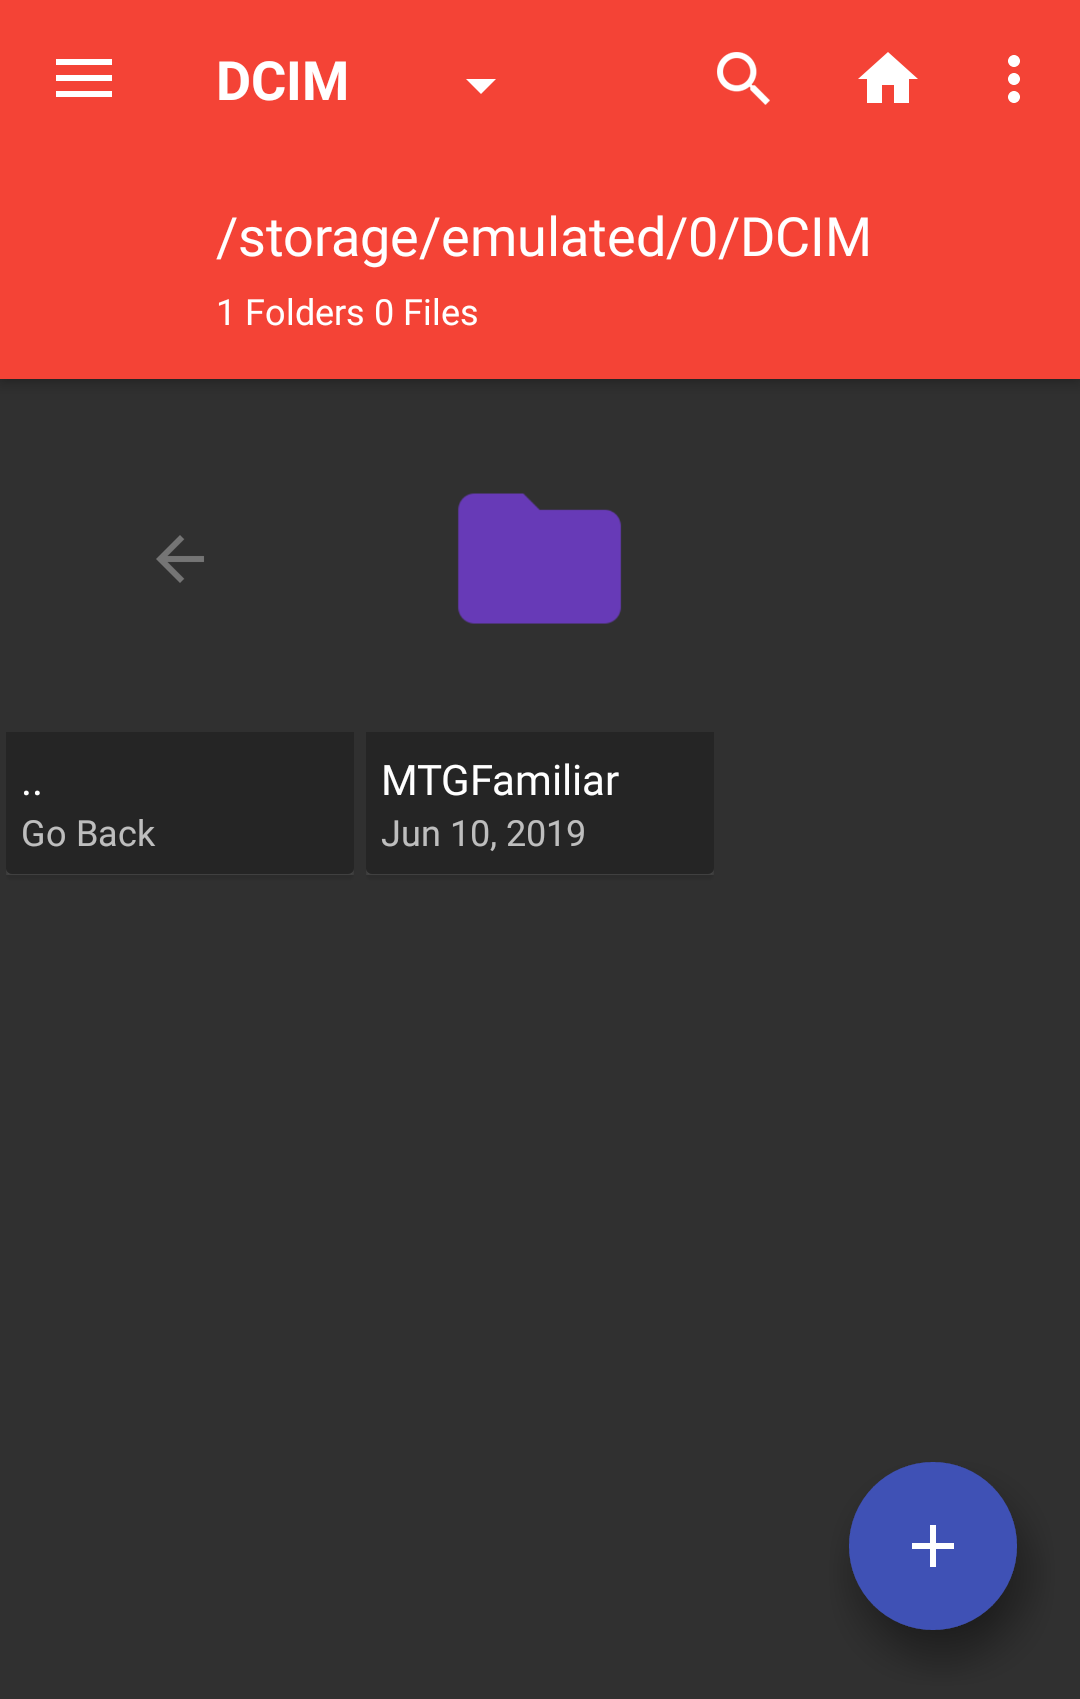 DCIM
/storage/emulated/0/DCIM
1 Folders 0 Files
..
Go Back
MTGFamiliar
Jun 10, 2019